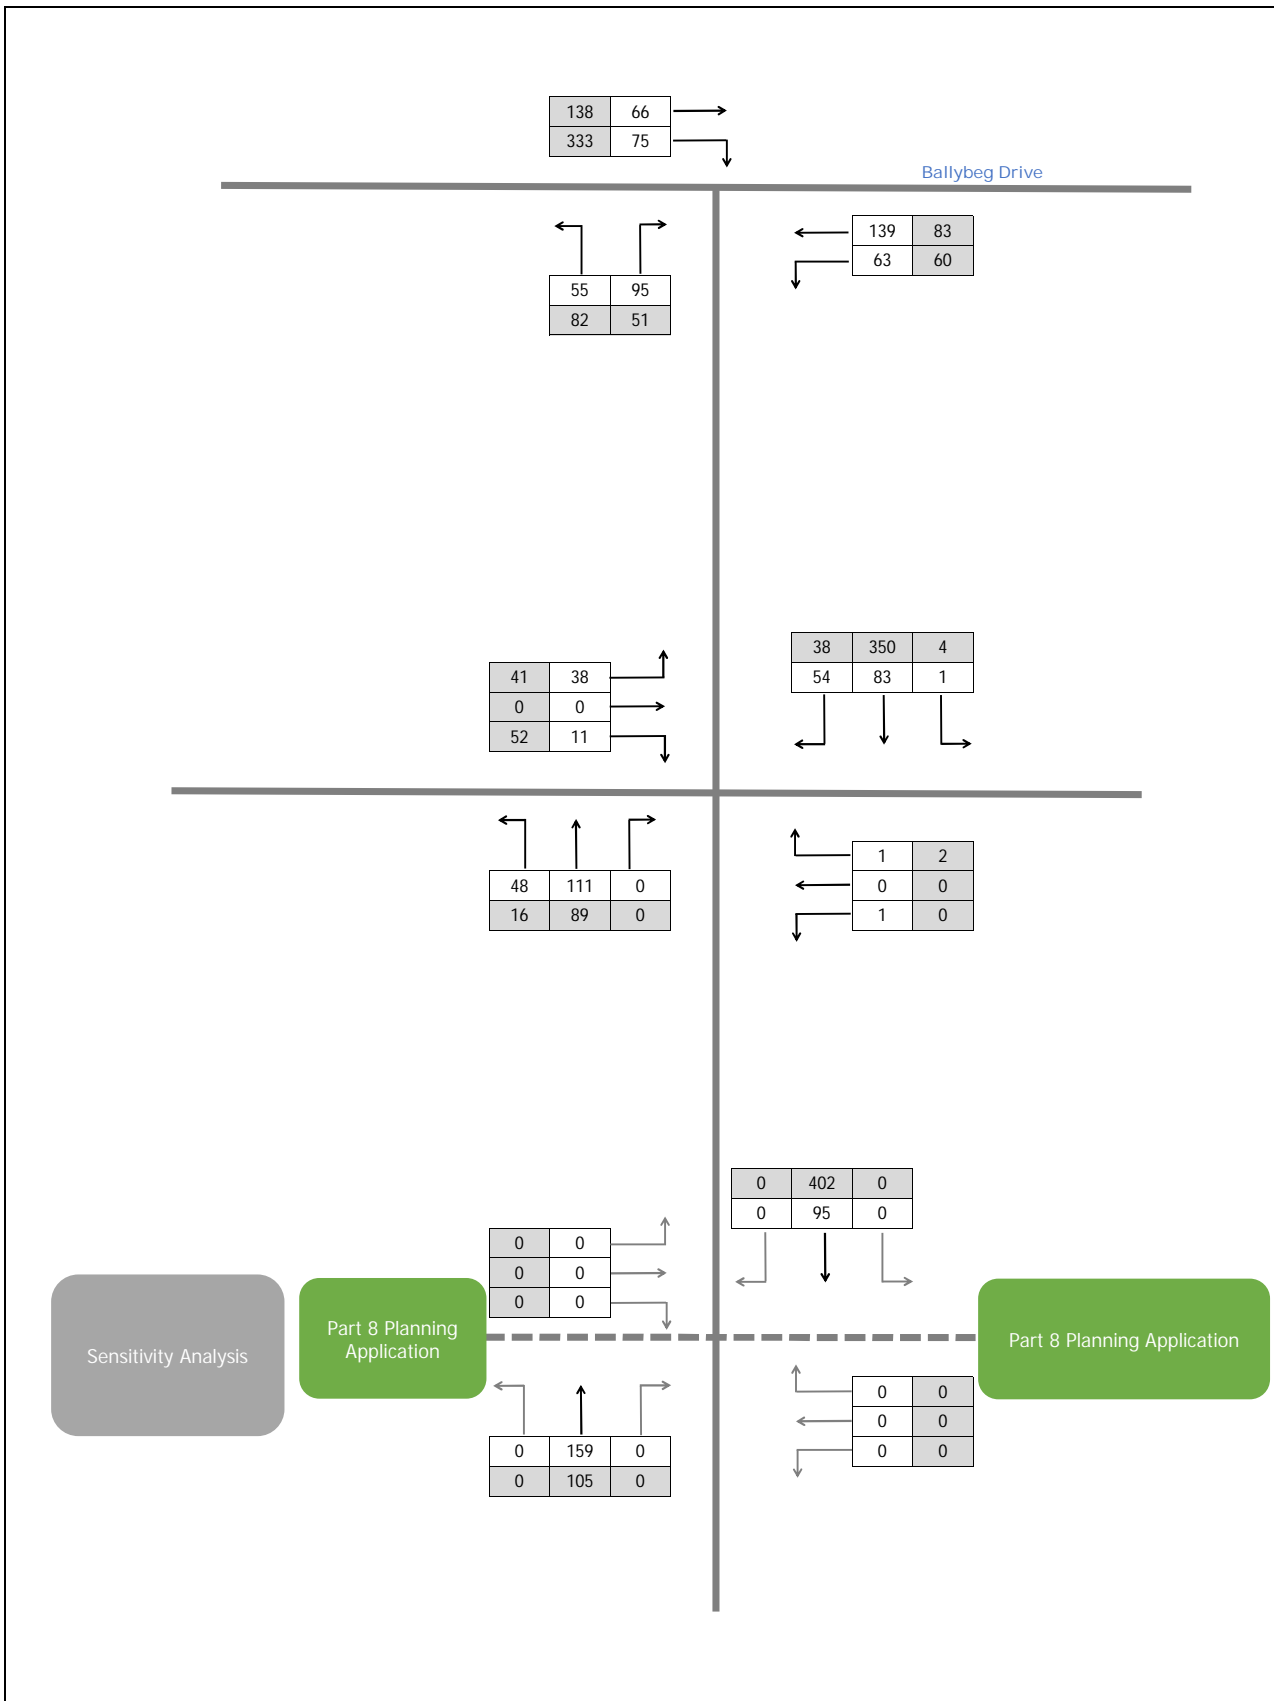 138 66
333 75
Ballybeg Drive
139 83
63 60
55 95
82 51
38 350 4
54 83 1
41 38
0 0
52 11
1 2
0 0
1 0
48 111 0
16 89 0
0 402 0
0 95 0
0 0
0 0
0 0
Sensitivity Analysis
Part 8 Planning
Application
Part 8 Planning Application
0 0
0 0
0 0
0 159 0
0 105 0